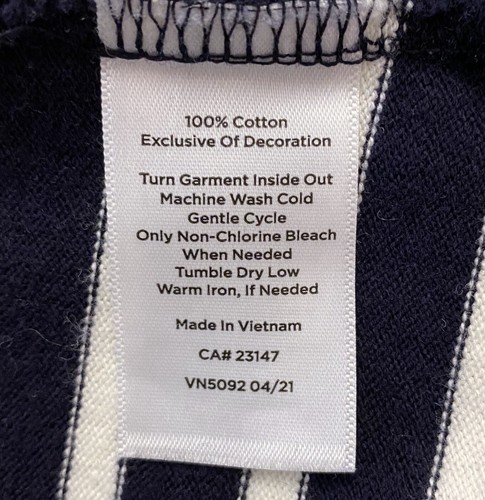 100% Cotton
Exclusive Of Decoration
Turn Garment Inside Out
Machine Wash Cold
Gentle Cycle
Only Non-Chlorine Bleach
When Needed
Tumble Dry Low
Warm Iron, If Needed
Made In Vietnam
CA# 23147
VN5092 04/21